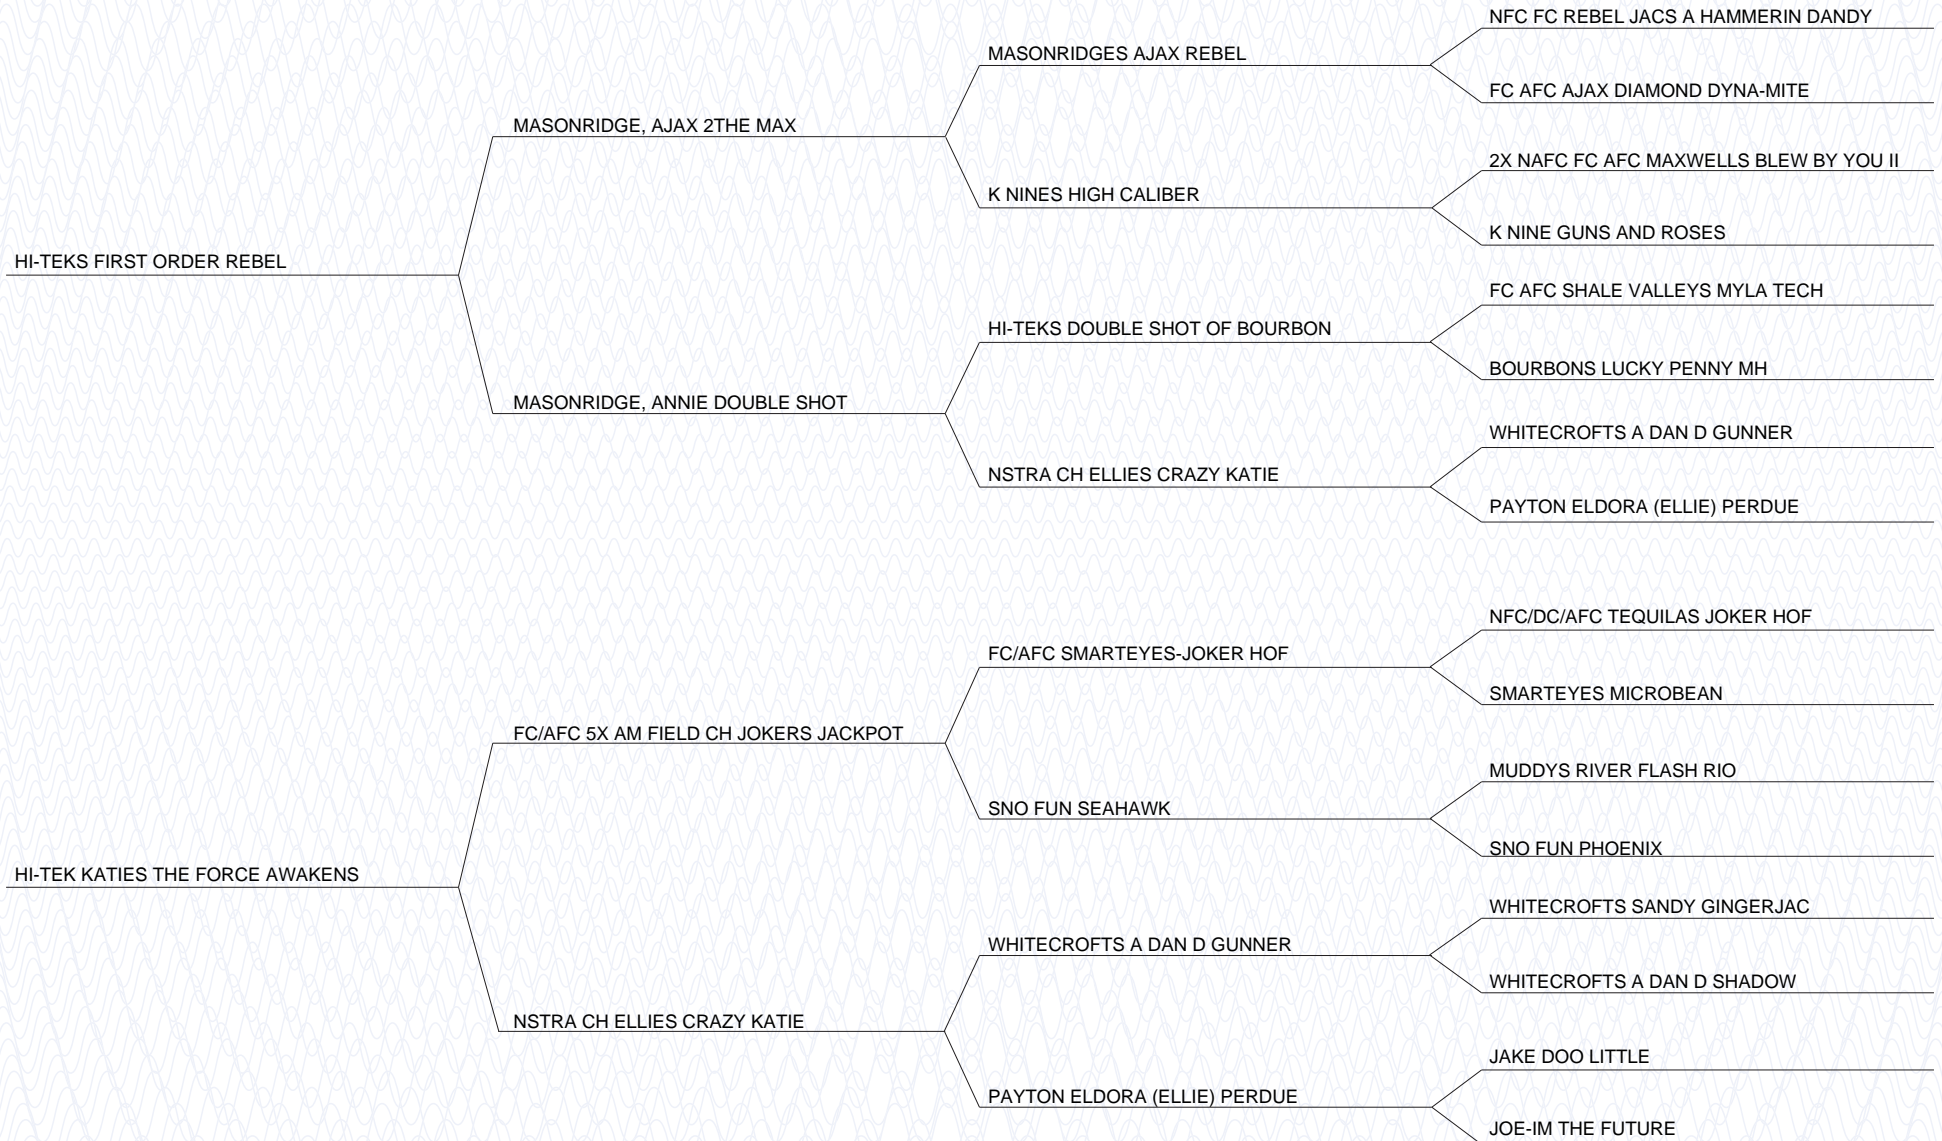 NFC FC REBEL JACS A HAMMERIN DANDY
MASONRIDGES AJAX REBEL
FC AFC AJAX DIAMOND DYNA-MITE
MASONRIDGE, AJAX 2THE MAX
2X NAFC FC AFC MAXWELLS BLEW BY YOU II
K NINES HIGH CALIBER
K NINE GUNS AND ROSES
HI-TEKS FIRST ORDER REBEL
FC AFC SHALE VALLEYS MYLA TECH
HI-TEKS DOUBLE SHOT OF BOURBON
BOURBONS LUCKY PENNY MH
MASONRIDGE, ANNIE DOUBLE SHOT
WHITECROFTS A DAN D GUNNER
NSTRA CH ELLIES CRAZY KATIE
PAYTON ELDORA (ELLIE) PERDUE
NFC/DC/AFC TEQUILAS JOKER HOF
FC/AFC SMARTEYES-JOKER HOF
SMARTEYES MICROBEAN
FC/AFC 5X AM FIELD CH JOKERS JACKPOT
MUDDYS RIVER FLASH RIO
SNO FUN SEAHAWK
SNO FUN PHOENIX
HI-TEK KATIES THE FORCE AWAKENS
WHITECROFTS SANDY GINGERJAC
WHITECROFTS A DAN D GUNNER
WHITECROFTS A DAN D SHADOW
NSTRA CH ELLIES CRAZY KATIE
JAKE DOO LITTLE
PAYTON ELDORA (ELLIE) PERDUE
JOE-IM THE FUTURE